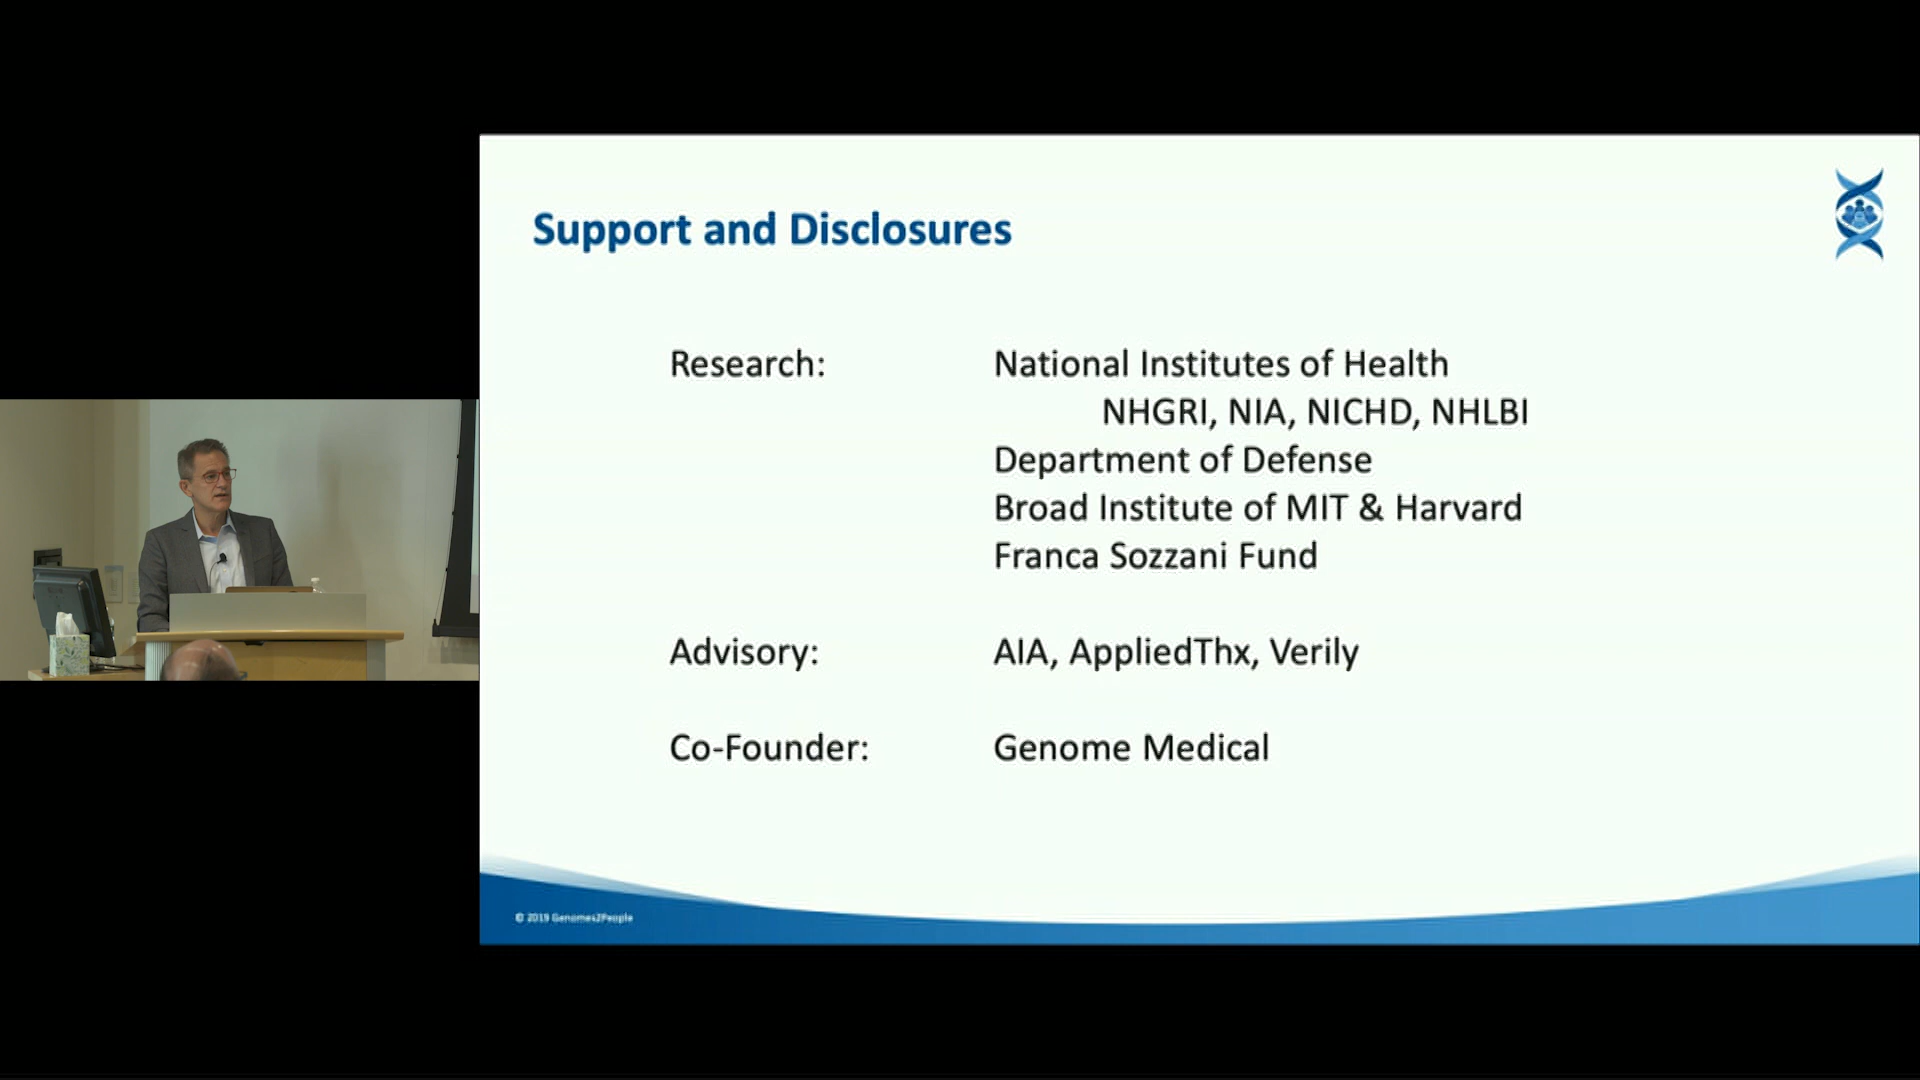 Support and Disclosures
Research: National Institutes of Health
NHGRI, NIA, NICHD, NHLBI
Department of Defense
Broad Institute of MIT & Harvard
Franca Sozzani Fund
Advisory: AIA, AppliedThx, Verily
Co-Founder: Genome Medical
© 2019 Genomes2People